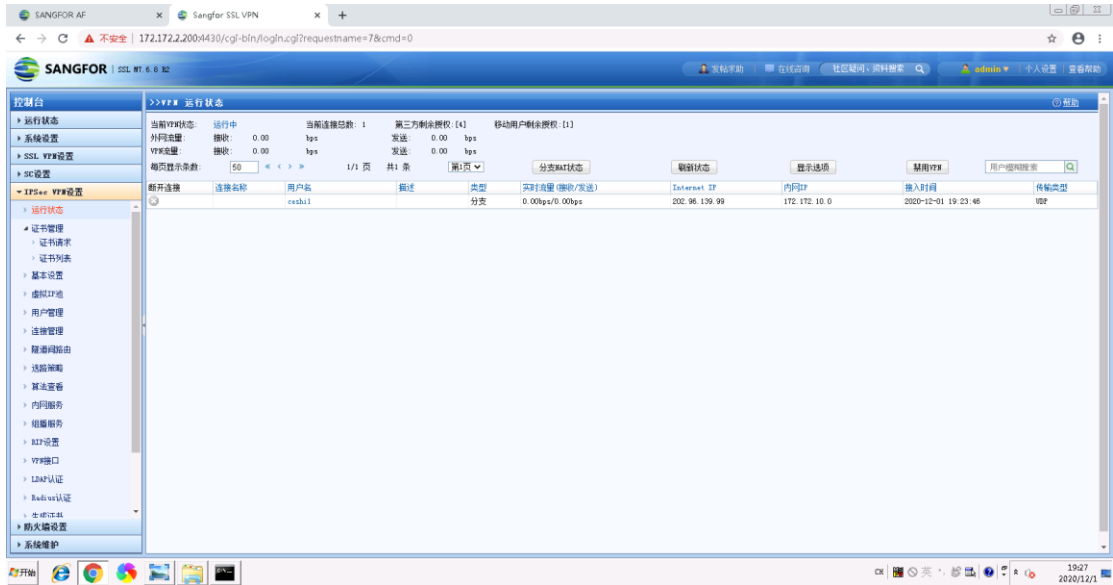 SANGFOR AF
Sangfor SSL VPN
不安全 172.172.2.200:4430/cgi-bin/login.cgi?requestname=7&cmd=0
SANGFOR SSL M7.6.8 R2
发帖求助 在线咨询 社区疑问、资料搜索 admin 个人设置 查看帮助
控制台
运行状态
系统设置
SSL VPN设置
SC设置
IPSec VPN设置
运行状态
证书管理
证书请求
证书列表
基本设置
虚拟IP池
用户管理
连接管理
隧道间路由
选路策略
算法查看
内网服务
组播服务
RIP设置
VPN接口
LDAP认证
Radius认证
生成证书
防火墙设置
系统维护
>>VPN 运行状态 帮助
当前VPN状态: 运行中 当前连接总数: 1 第三方剩余授权:[4] 移动用户剩余授权:[1]
外网流量: 接收: 0.00 bps 发送: 0.00 bps
VPN流量: 接收: 0.00 bps 发送: 0.00 bps
每页显示条数: 50 « ‹ › » 1/1 页 共1 条 第1页 分支NAT状态 刷新状态 显示选项 禁用VPN 用户模糊搜索
断开连接 连接名称 用户名 描述 类型 实时流量(接收/发送) Internet IP 内网IP 接入时间 传输类型
ceshi1 分支 0.00bps/0.00bps 202.96.139.99 172.172.10.0 2020-12-01 19:23:46 UDP
开始 CH 英 19:27
2020/12/1